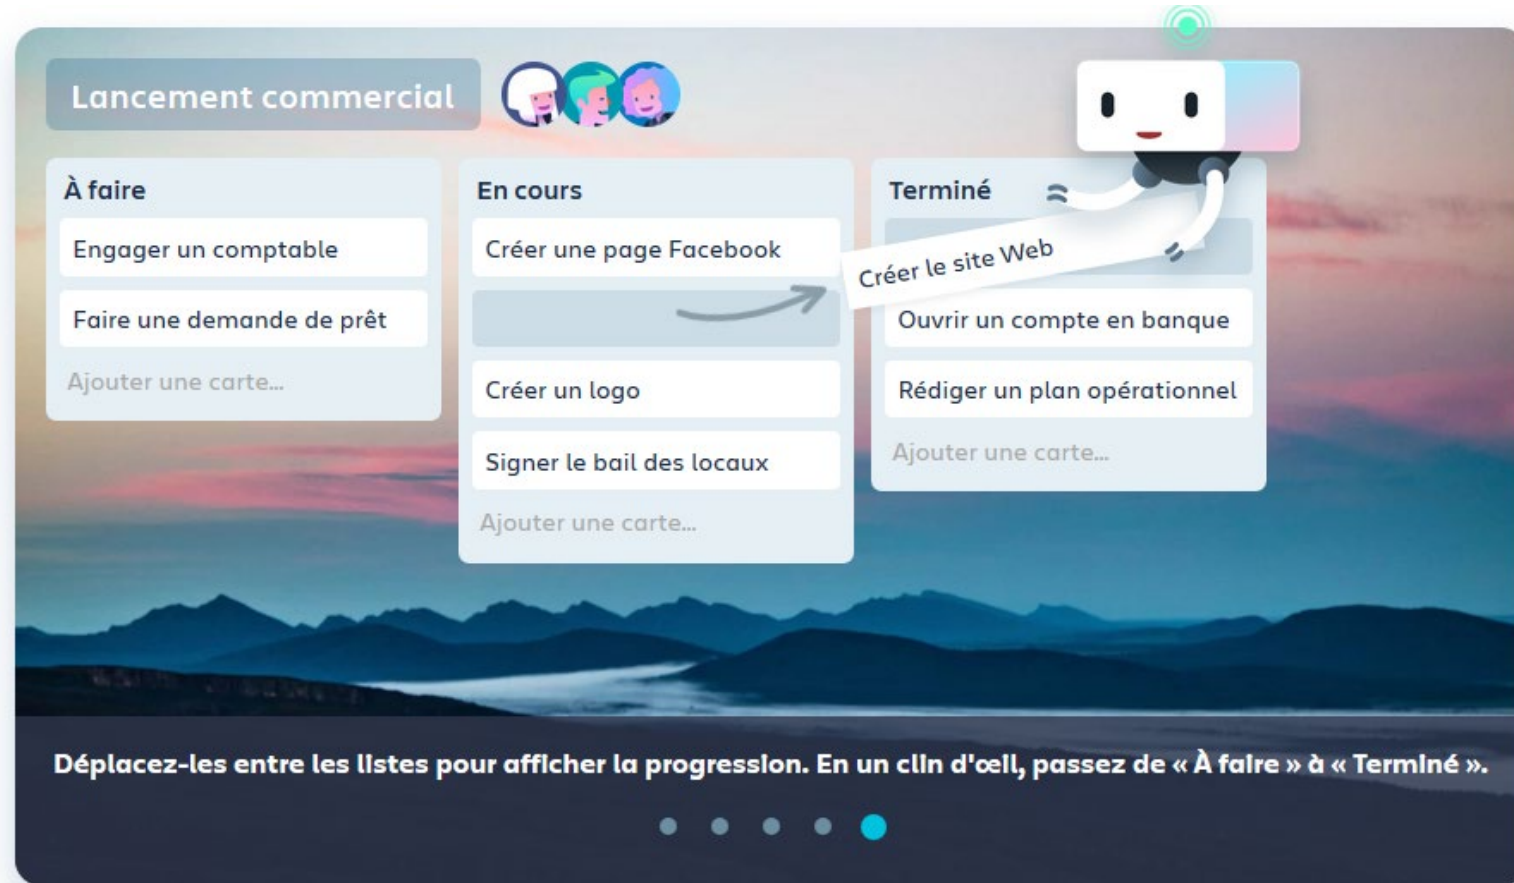 Lancement commercial
À faire
Engager un comptable
Faire une demande de prêt
Ajouter une carte...
En cours
Créer une page Facebook
Créer un logo
Signer le bail des locaux
Ajouter une carte...
Terminé
Créer le site Web
Ouvrir un compte en banque
Rédiger un plan opérationnel
Ajouter une carte...
Déplacez-les entre les listes pour afficher la progression. En un clin d'œil, passez de « À faire » à « Terminé ».